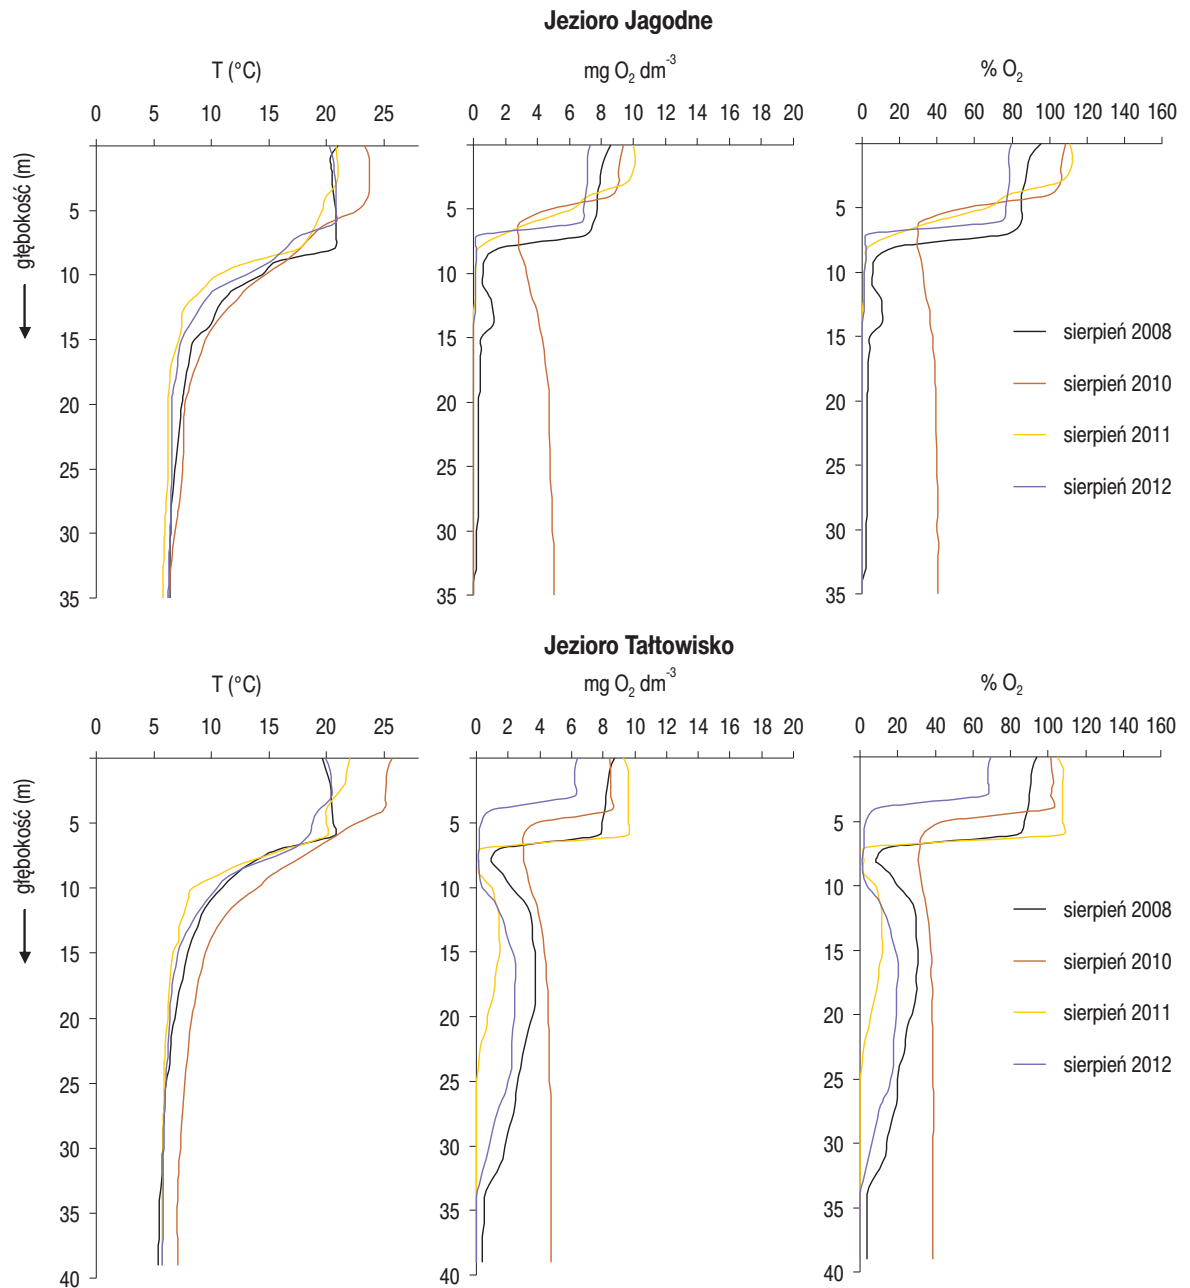 Jezioro Jagodne
T (°C)
mg O₂ dm⁻³
% O₂
0 5 10 15 20 25
0 2 4 6 8 10 12 14 16 18 20
0 20 40 60 80 100 120 140 160
głębokość (m)
5
10
15
20
25
30
35
5
10
15
20
25
30
35
5
10
15
20
25
30
35
sierpień 2008
sierpień 2010
sierpień 2011
sierpień 2012
Jezioro Tałtowisko
T (°C)
mg O₂ dm⁻³
% O₂
0 5 10 15 20 25
0 2 4 6 8 10 12 14 16 18 20
0 20 40 60 80 100 120 140 160
głębokość (m)
5
10
15
20
25
30
35
40
5
10
15
20
25
30
35
40
5
10
15
20
25
30
35
40
sierpień 2008
sierpień 2010
sierpień 2011
sierpień 2012